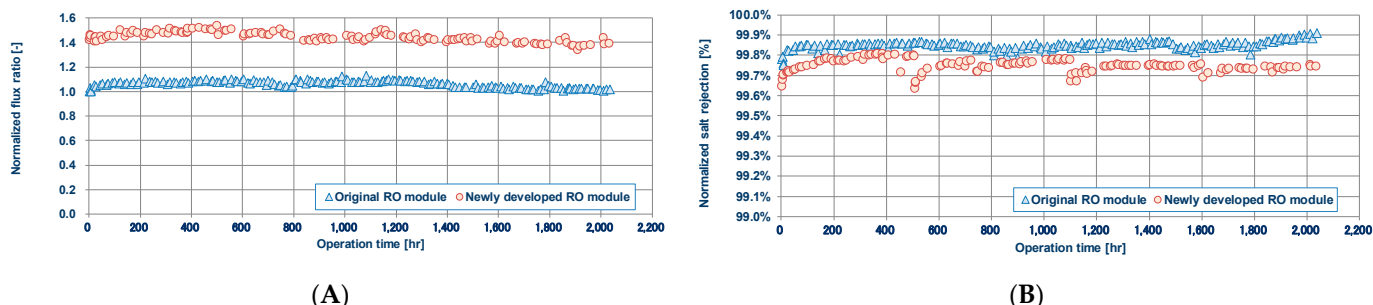 Normalized flux ratio [-]
1.6
1.4
1.2
1.0
0.8
0.6
0.4
0.2
0.0
Original RO module Newly developed RO module
0 200 400 600 800 1,000 1,200 1,400 1,600 1,800 2,000 2,200
Operation time [hr]
(A)
Normalized salt rejection [%]
100.0%
99.9%
99.8%
99.7%
99.6%
99.5%
99.4%
99.3%
99.2%
99.1%
99.0%
Original RO module Newly developed RO module
0 200 400 600 800 1,000 1,200 1,400 1,600 1,800 2,000 2,200
Operation time [hr]
(B)